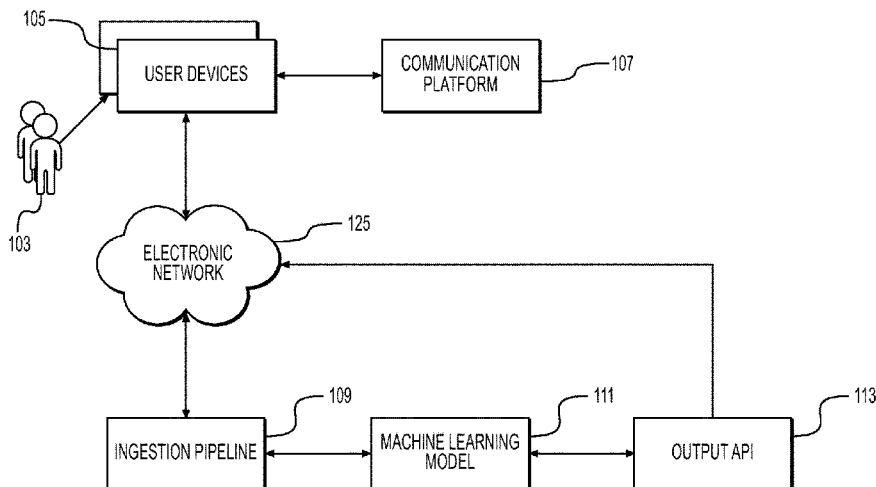 105
USER DEVICES
COMMUNICATION
PLATFORM
107
103
125
ELECTRONIC
NETWORK
109
111
113
INGESTION PIPELINE
MACHINE LEARNING
MODEL
OUTPUT API